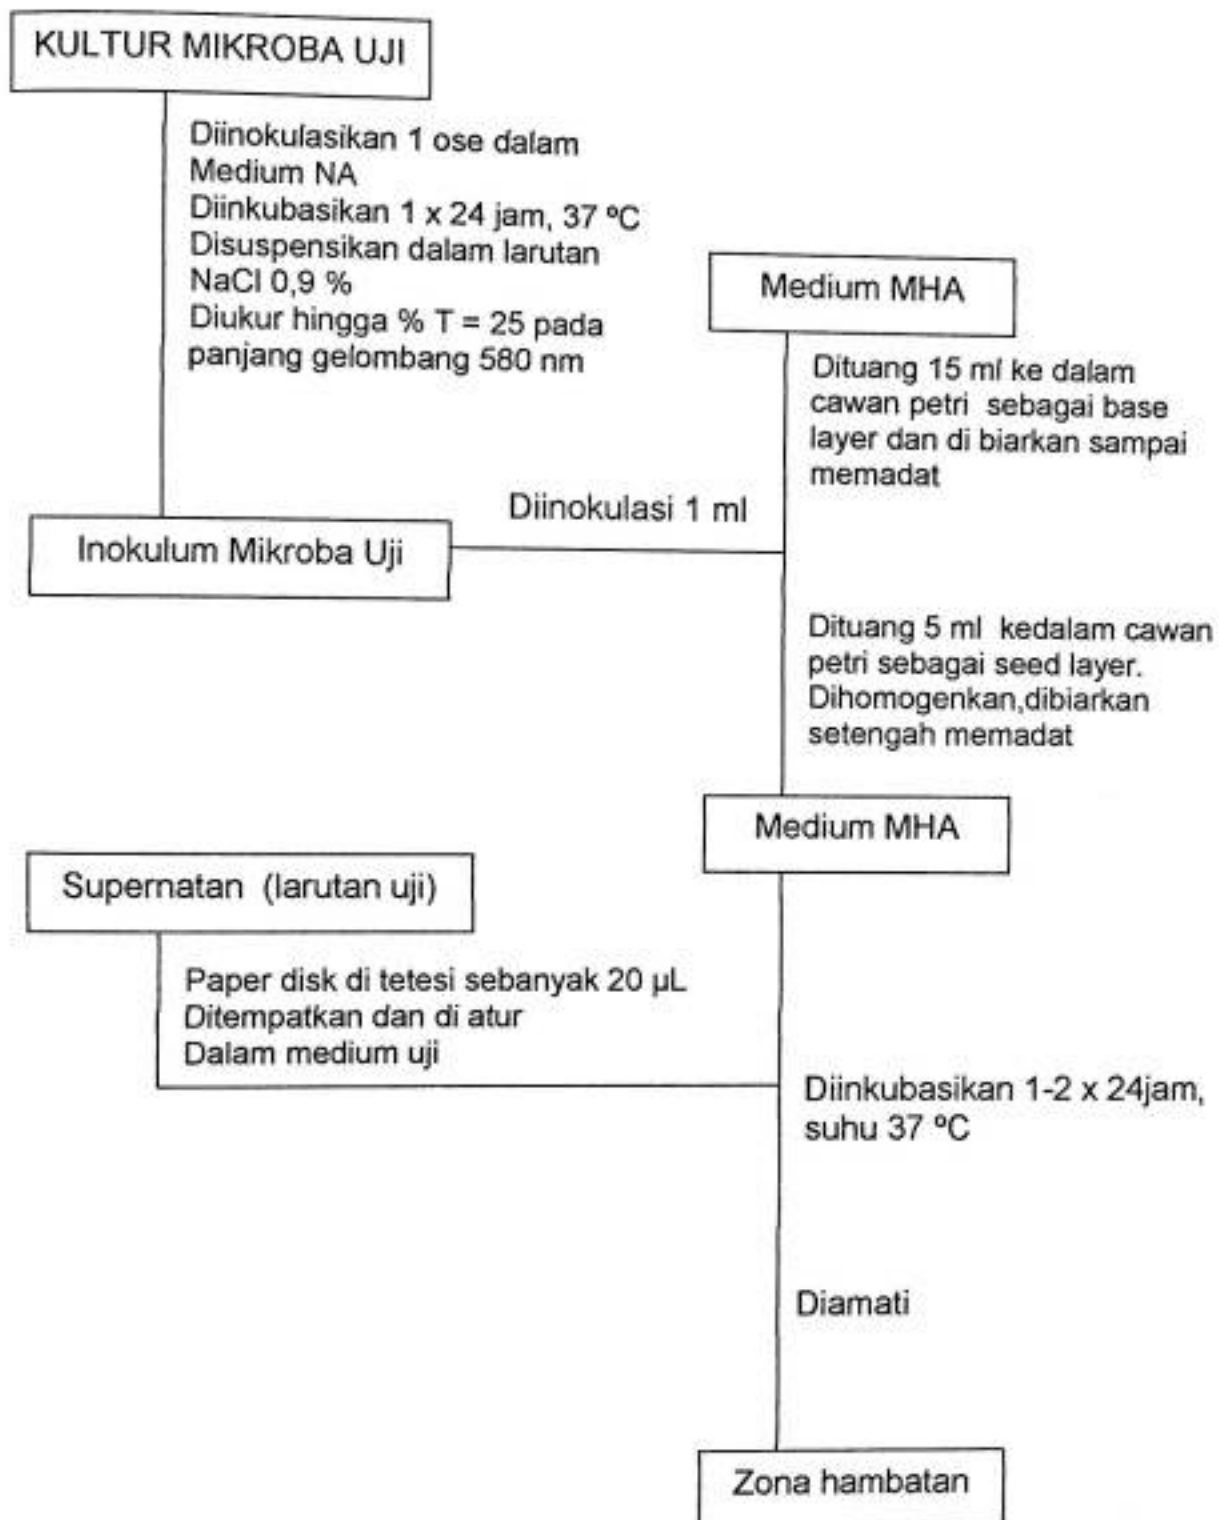 KULTUR MIKROBA UJI
Diinokulasikan 1 ose dalam
Medium NA
Diinkubasikan 1 x 24 jam, 37 ºC
Disuspensikan dalam larutan
NaCl 0,9 %
Diukur hingga % T = 25 pada
panjang gelombang 580 nm
Medium MHA
Dituang 15 ml ke dalam
cawan petri sebagai base
layer dan di biarkan sampai
memadat
Diinokulasi 1 ml
Inokulum Mikroba Uji
Dituang 5 ml kedalam cawan
petri sebagai seed layer.
Dihomogenkan,dibiarkan
setengah memadat
Medium MHA
Supernatan (larutan uji)
Paper disk di tetesi sebanyak 20 µL
Ditempatkan dan di atur
Dalam medium uji
Diinkubasikan 1-2 x 24jam,
suhu 37 ºC
Diamati
Zona hambatan